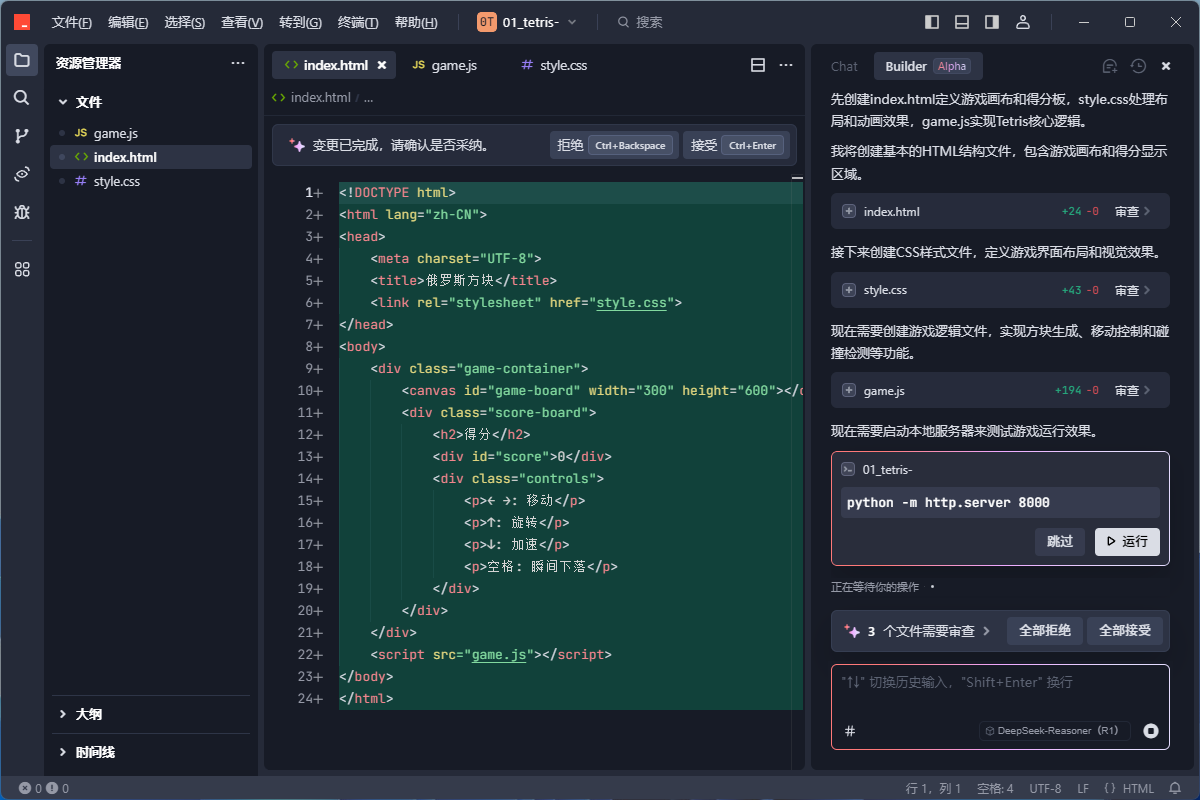 文件(F) 编辑(E) 选择(S) 查看(V) 转到(G) 终端(T) 帮助(H) 0T 01_tetris- 搜索
资源管理器
文件
JS game.js
<> index.html
# style.css
大纲
时间线
<> index.html JS game.js # style.css
<> index.html / ...
变更已完成，请确认是否采纳。 拒绝 Ctrl+Backspace 接受 Ctrl+Enter
1+ <!DOCTYPE html>
2+ <html lang="zh-CN">
3+ <head>
4+ <meta charset="UTF-8">
5+ <title>俄罗斯方块</title>
6+ <link rel="stylesheet" href="style.css">
7+ </head>
8+ <body>
9+ <div class="game-container">
10+ <canvas id="game-board" width="300" height="600"></c
11+ <div class="score-board">
12+ <h2>得分</h2>
13+ <div id="score">0</div>
14+ <div class="controls">
15+ <p>← →: 移动</p>
16+ <p>↑: 旋转</p>
17+ <p>↓: 加速</p>
18+ <p>空格: 瞬间下落</p>
19+ </div>
20+ </div>
21+ </div>
22+ <script src="game.js"></script>
23+ </body>
24+ </html>
Chat Builder Alpha
先创建index.html定义游戏画布和得分板，style.css处理布
局和动画效果，game.js实现Tetris核心逻辑。
我将创建基本的HTML结构文件，包含游戏画布和得分显示
区域。
index.html +24 -0 审查
接下来创建CSS样式文件，定义游戏界面布局和视觉效果。
style.css +43 -0 审查
现在需要创建游戏逻辑文件，实现方块生成、移动控制和碰
撞检测等功能。
game.js +194 -0 审查
现在需要启动本地服务器来测试游戏运行效果。
01_tetris-
python -m http.server 8000
跳过 运行
正在等待你的操作
3 个文件需要审查 全部拒绝 全部接受
"↑↓" 切换历史输入，"Shift+Enter" 换行
# DeepSeek-Reasoner（R1）
0 0 行 1，列 1 空格: 4 UTF-8 LF {} HTML